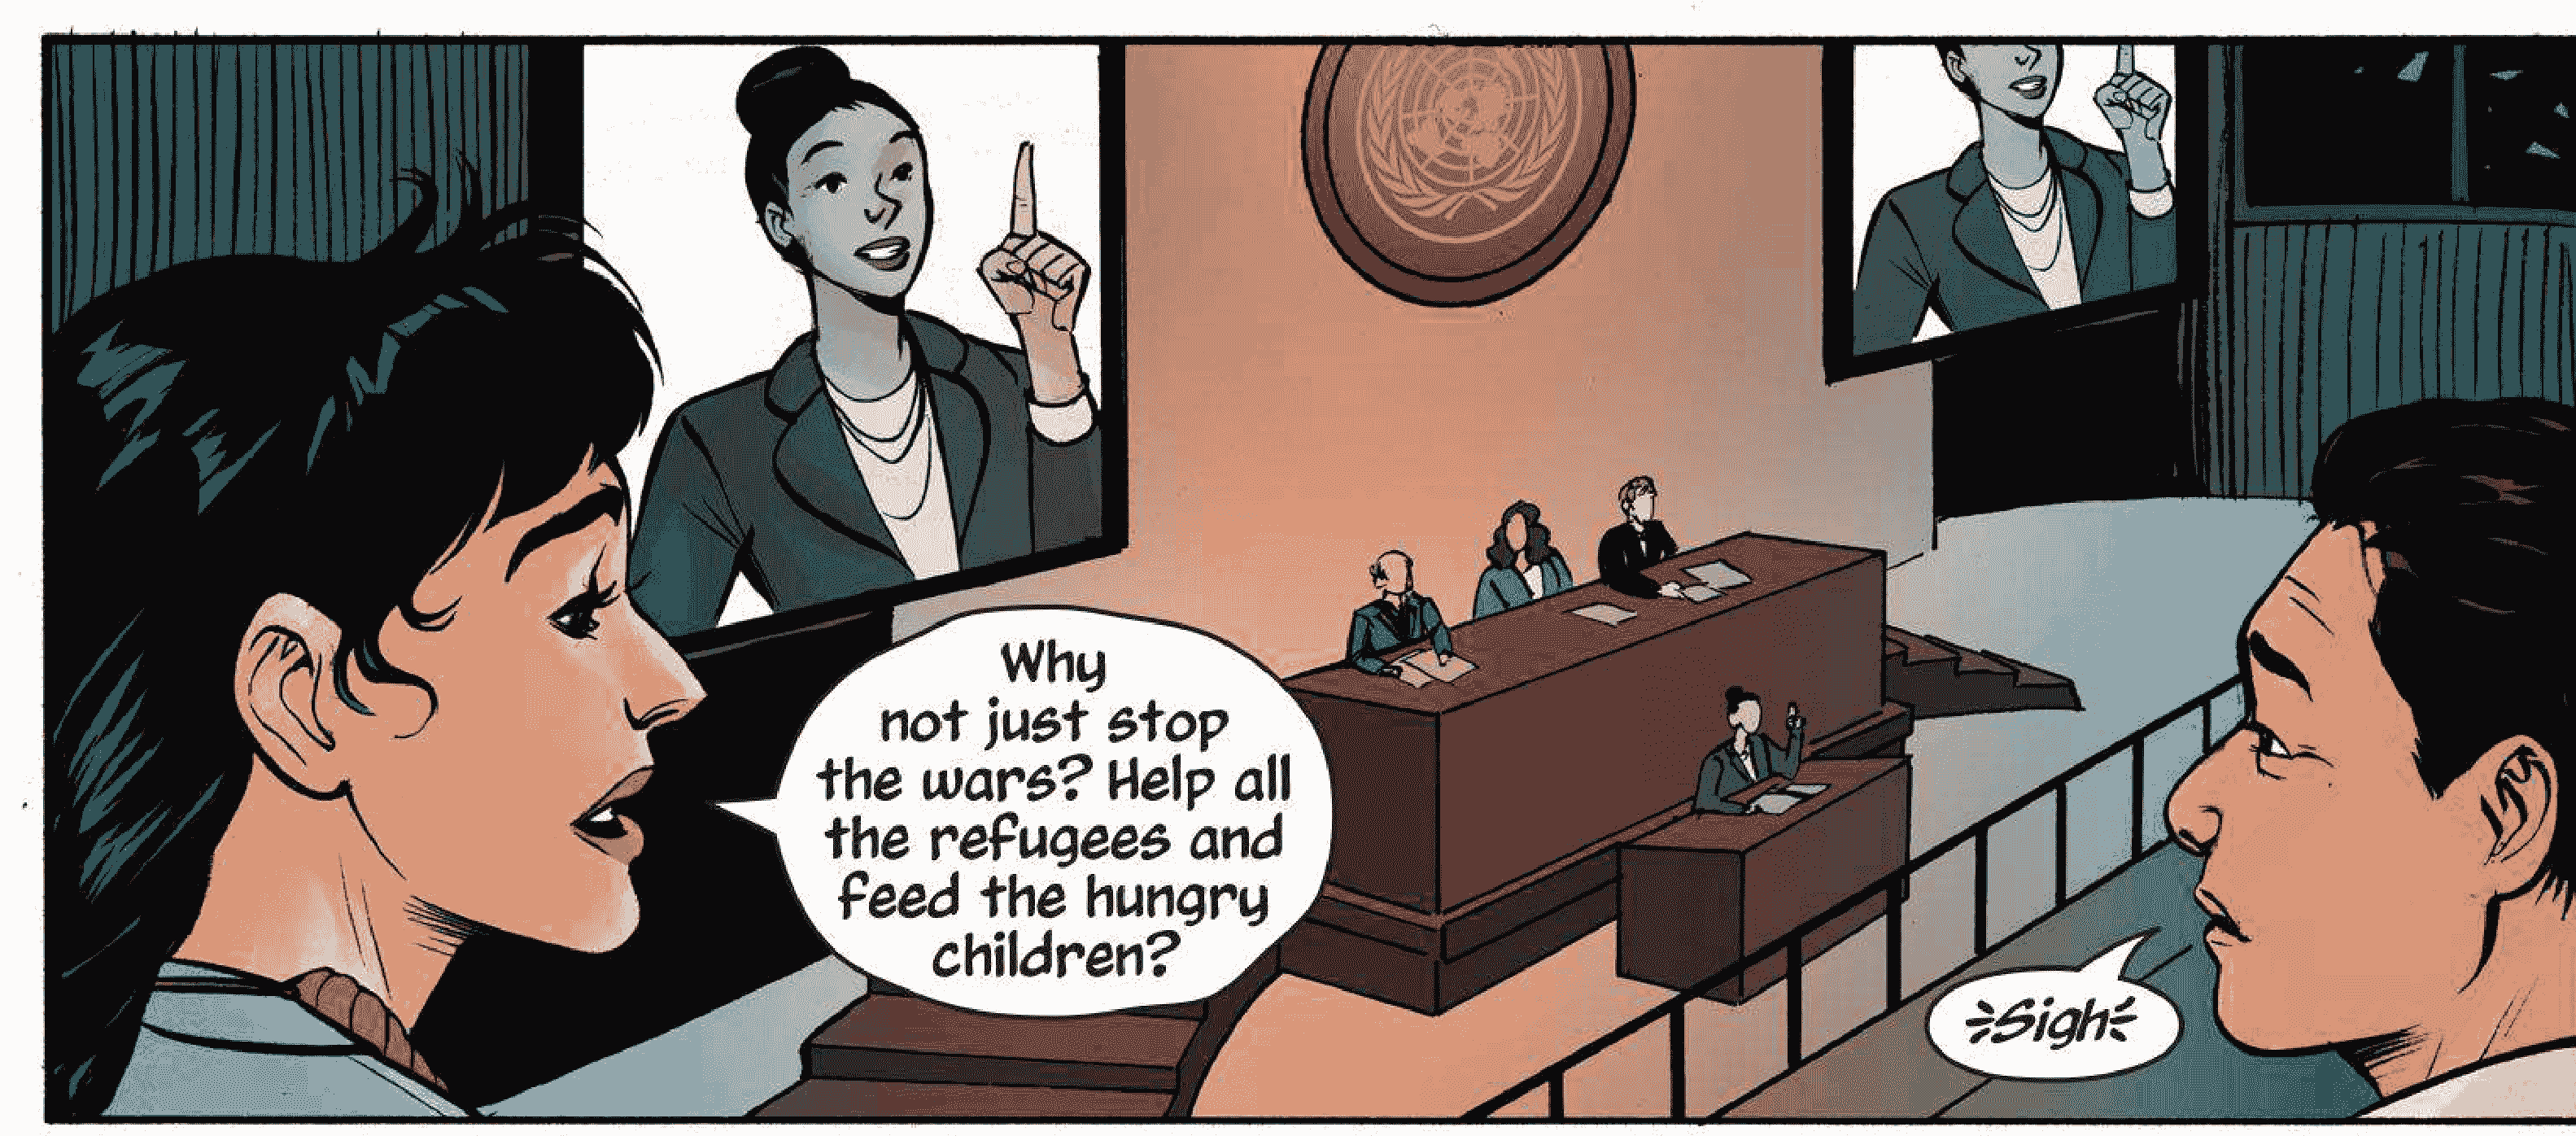 Why
not just stop
the wars? Help all
the refugees and
feed the hungry
children?
Sigh